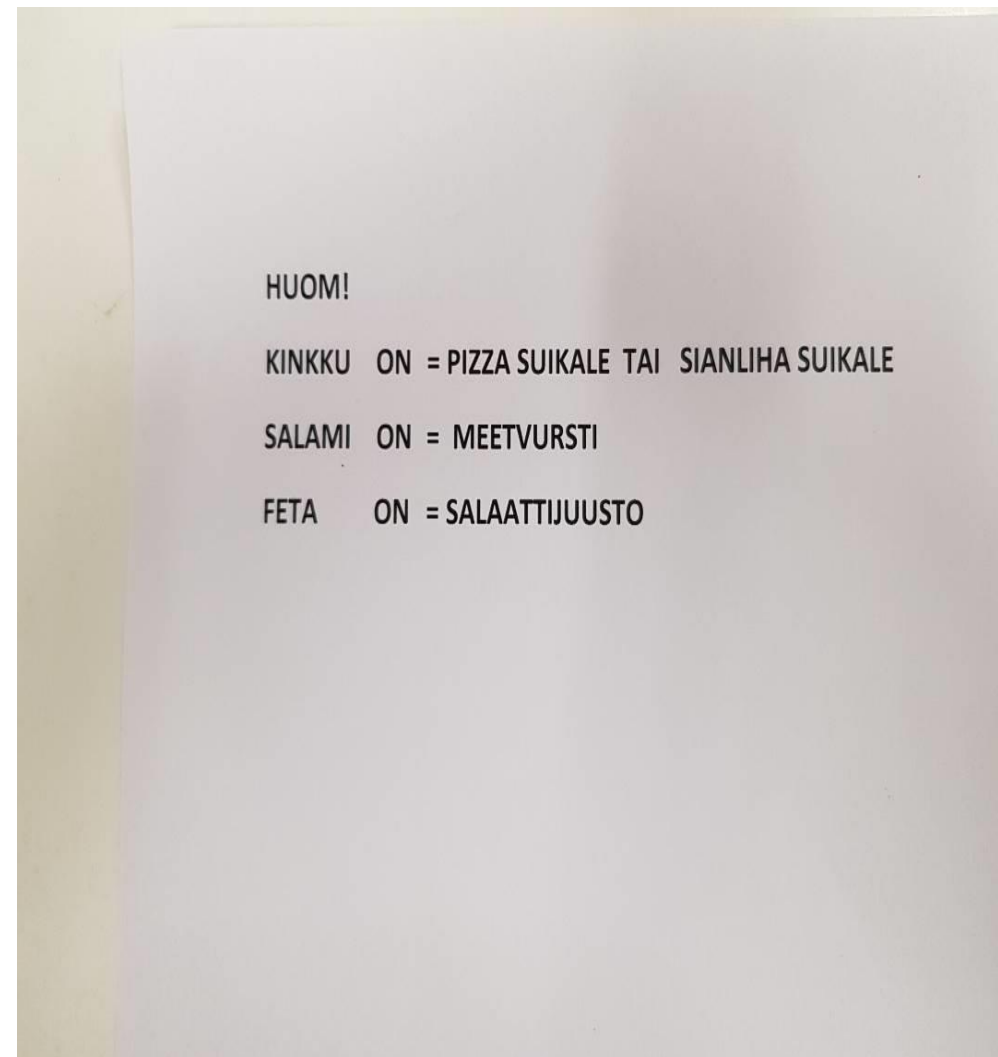 HUOM!
KINKKU ON = PIZZA SUIKALE TAI SIANLIHA SUIKALE
SALAMI ON = MEETVURSTI
FETA ON = SALAATTIJUUSTO